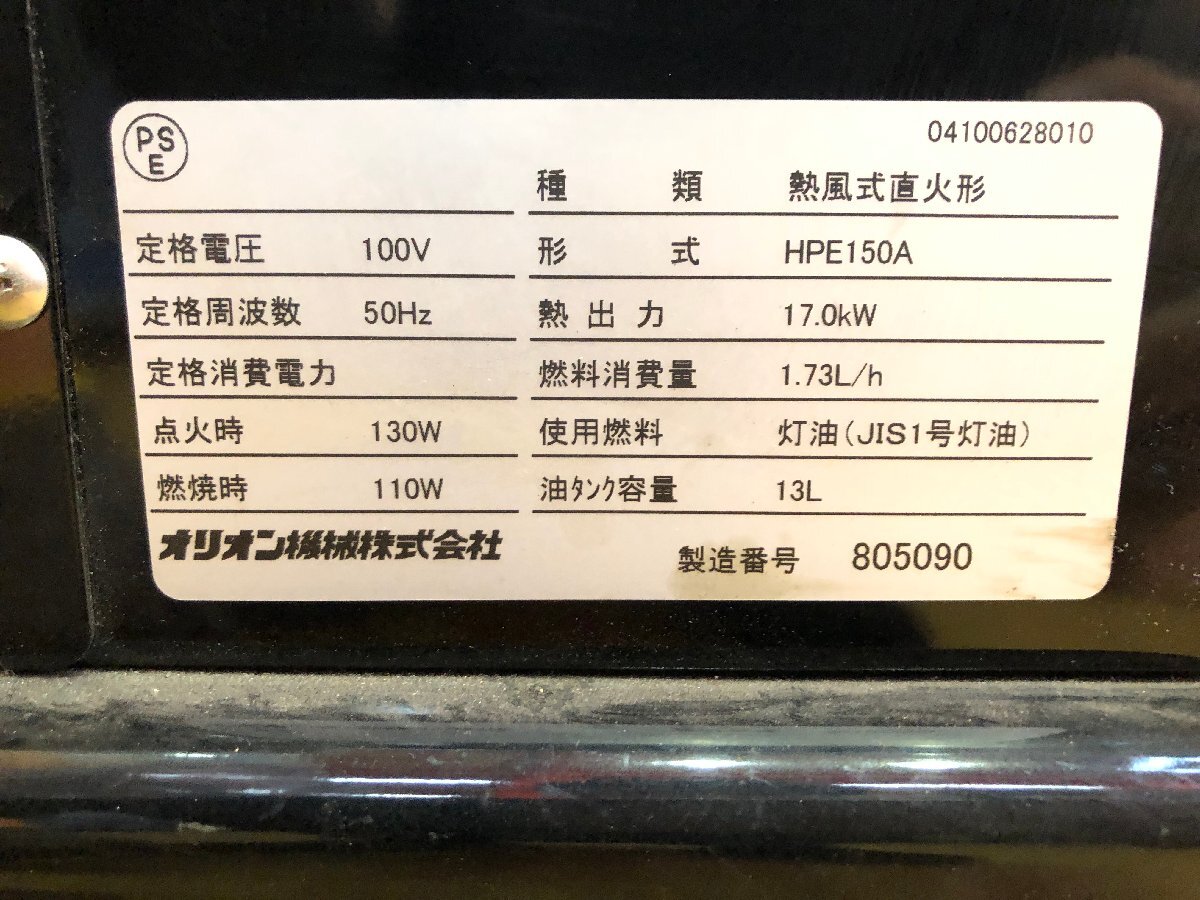 PS
E
04100628010
種 類 熱風式直火形
定格電圧 100V 形 式 HPE150A
定格周波数 50Hz 熱出力 17.0kW
定格消費電力 燃料消費量 1.73L/h
点火時 130W 使用燃料 灯油(JIS1号灯油)
燃焼時 110W 油ﾀﾝｸ容量 13L
オリオン機械株式会社 製造番号 805090